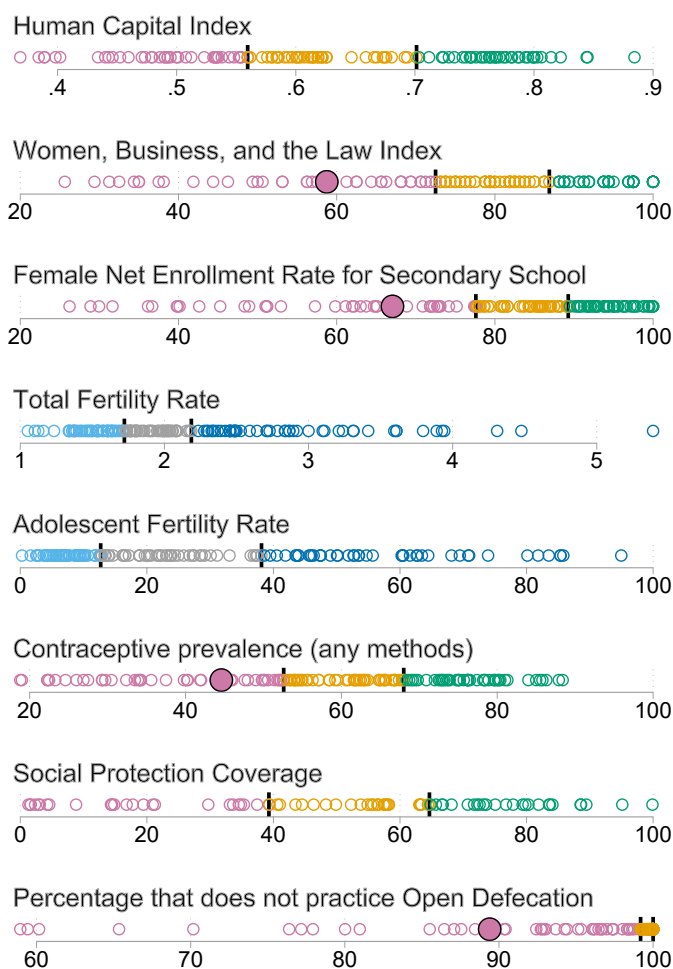 Human Capital Index
.4 .5 .6 .7 .8 .9
Women, Business, and the Law Index
20 40 60 80 100
Female Net Enrollment Rate for Secondary School
20 40 60 80 100
Total Fertility Rate
1 2 3 4 5
Adolescent Fertility Rate
0 20 40 60 80 100
Contraceptive prevalence (any methods)
20 40 60 80 100
Social Protection Coverage
0 20 40 60 80 100
Percentage that does not practice Open Defecation
60 70 80 90 100